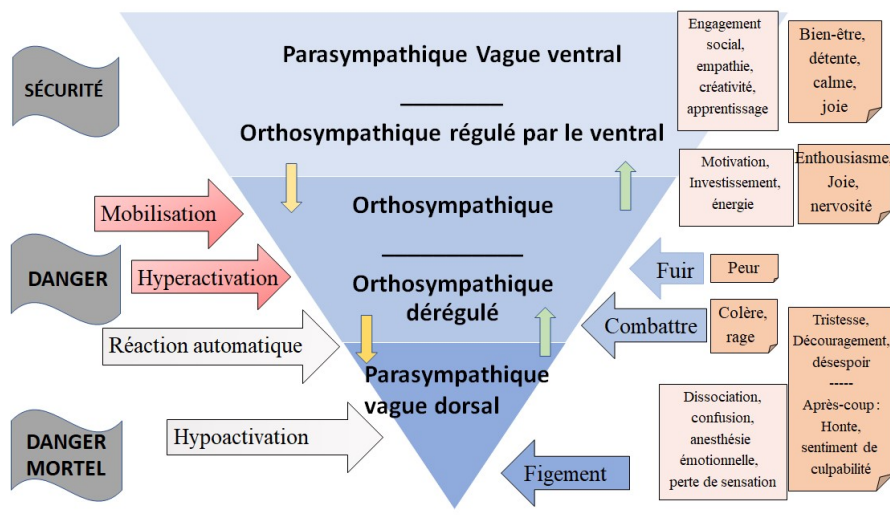 Parasympathique Vague ventral
Orthosympathique régulé par le ventral
SÉCURITÉ
Engagement
social,
empathie,
créativité,
apprentissage
Bien-être,
détente,
calme,
joie
Motivation,
Investissement,
énergie
Enthousiasme,
Joie,
nervosité
Mobilisation
Orthosympathique
DANGER
Hyperactivation
Orthosympathique
dérégulé
Fuir
Peur
Combattre
Colère,
rage
Réaction automatique
Parasympathique
vague dorsal
Tristesse,
Découragement,
désespoir
-----
Après-coup :
Honte,
sentiment de
culpabilité
DANGER
MORTEL
Hypoactivation
Figement
Dissociation,
confusion,
anesthésie
émotionnelle,
perte de sensation